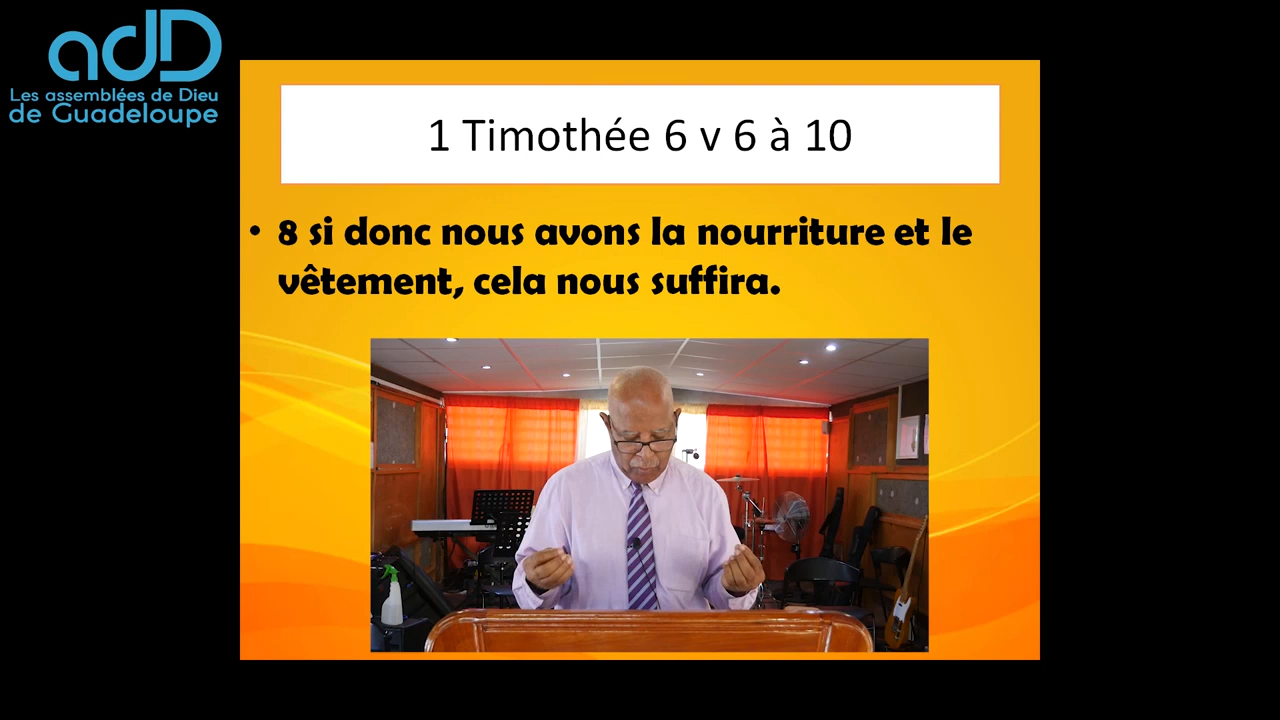 adD
Les assemblées de Dieu
de Guadeloupe
1 Timothée 6 v 6 à 10
• 8 si donc nous avons la nourriture et le
vêtement, cela nous suffira.